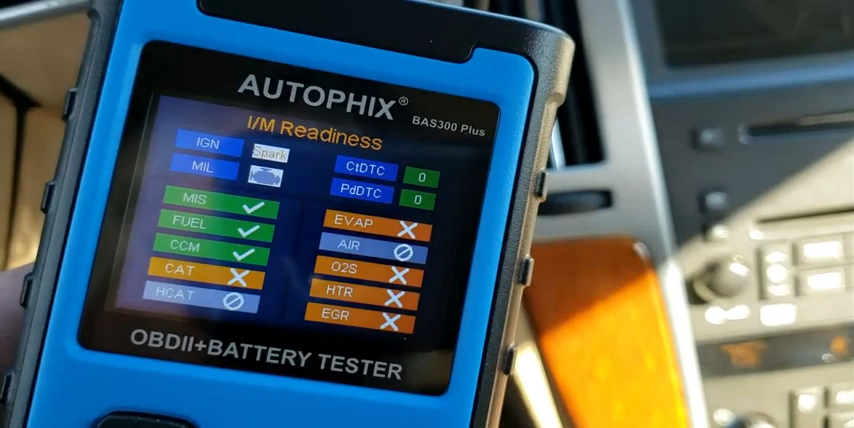 AUTOPHIX®
BAS300 Plus
I/M Readiness
IGN Spark
MIL
CtDTC 0
PdDTC 0
MIS
FUEL
CCM
CAT
HCAT
EVAP
AIR
O2S
HTR
EGR
OBDII+BATTERY TESTER